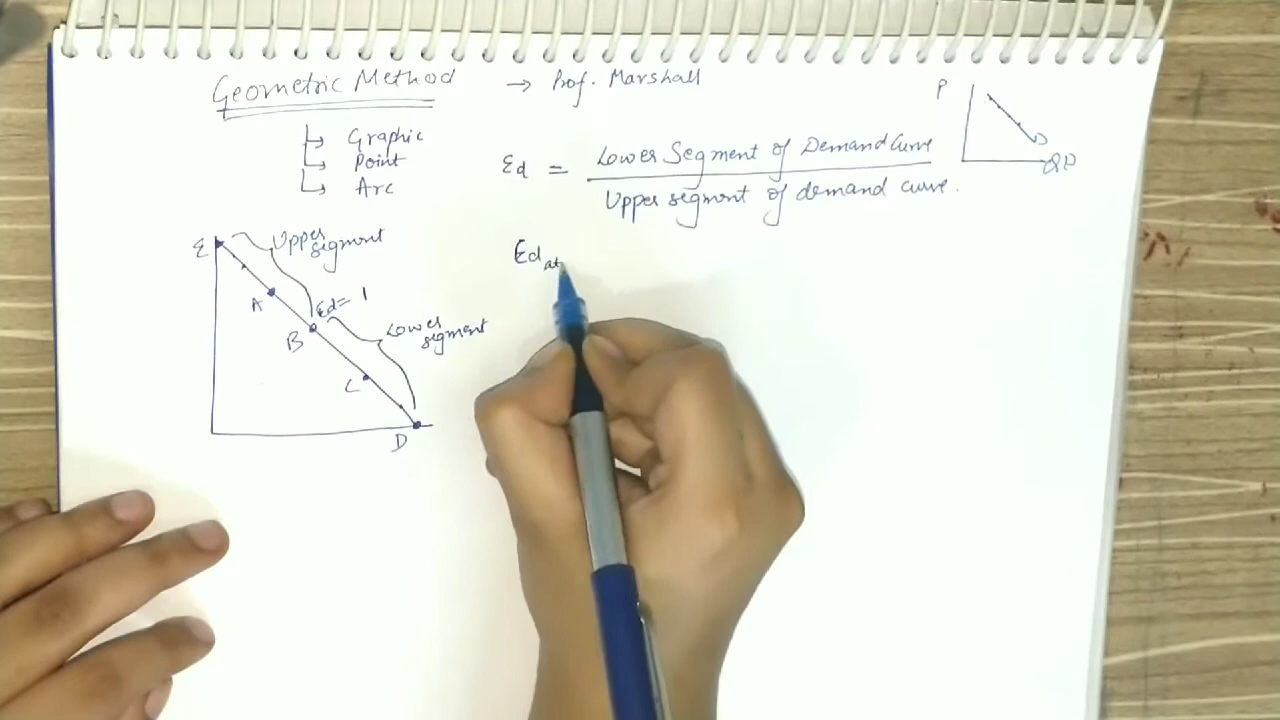 Geometric Method → Prof. Marshall
Graphic
Point
Arc
Ed = Lower Segment of Demand Curve
Upper segment of demand curve.
P
D
QD
E
Upper segment
A
Ed = 1
B
Lower segment
C
D
Ed at